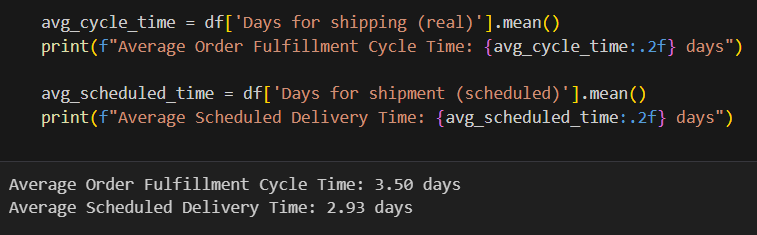 avg_cycle_time = df['Days for shipping (real)'].mean()
print(f"Average Order Fulfillment Cycle Time: {avg_cycle_time:.2f} days")
avg_scheduled_time = df['Days for shipment (scheduled)'].mean()
print(f"Average Scheduled Delivery Time: {avg_scheduled_time:.2f} days")
Average Order Fulfillment Cycle Time: 3.50 days
Average Scheduled Delivery Time: 2.93 days